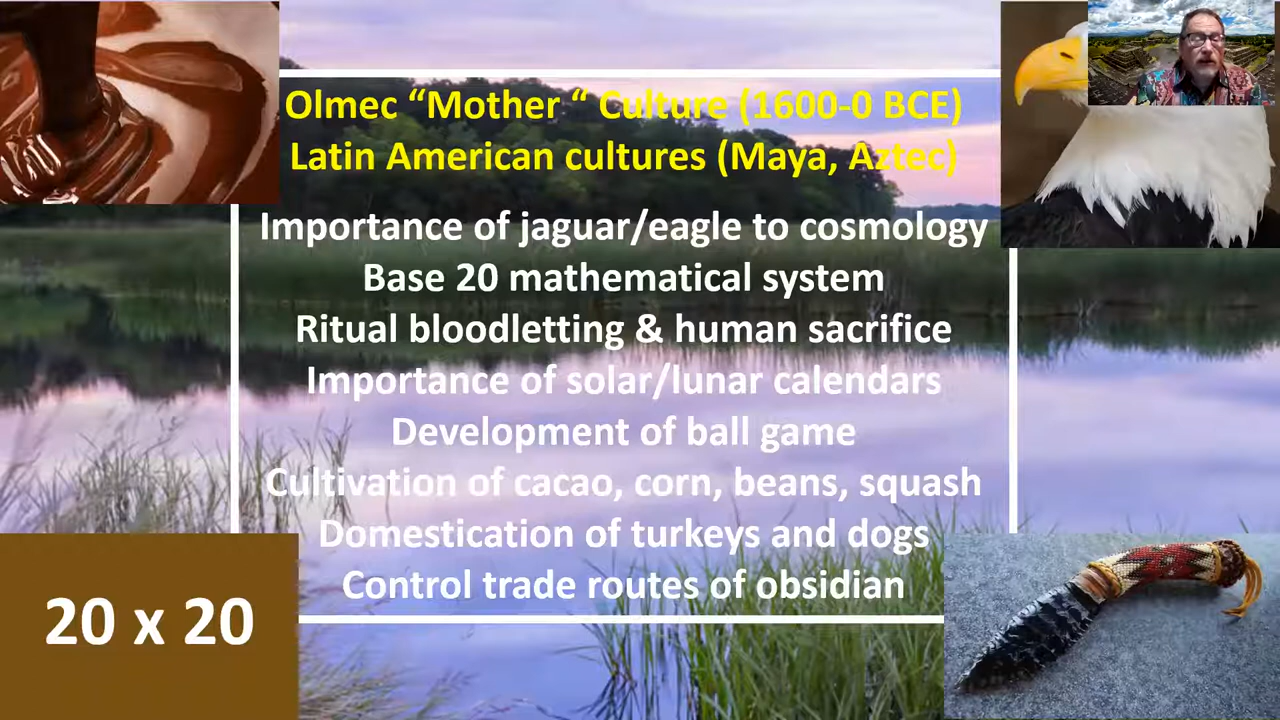 Olmec “Mother “ Culture (1600-0 BCE)
Latin American cultures (Maya, Aztec)
Importance of jaguar/eagle to cosmology
Base 20 mathematical system
Ritual bloodletting & human sacrifice
Importance of solar/lunar calendars
Development of ball game
Cultivation of cacao, corn, beans, squash
Domestication of turkeys and dogs
Control trade routes of obsidian
20 x 20